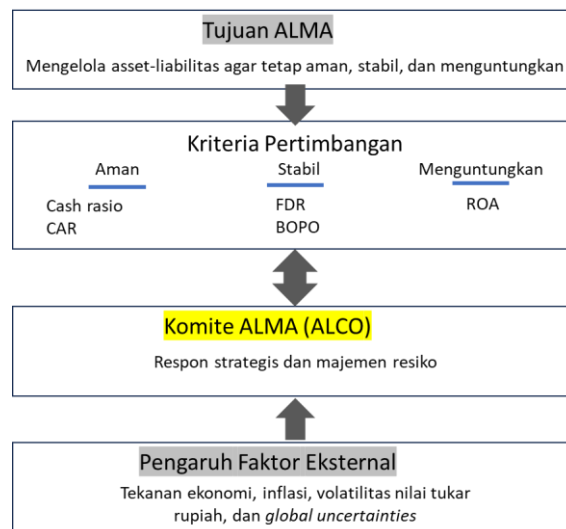 Tujuan ALMA
Mengelola asset-liabilitas agar tetap aman, stabil, dan menguntungkan
Kriteria Pertimbangan
Aman Stabil Menguntungkan
Cash rasio FDR ROA
CAR BOPO
Komite ALMA (ALCO)
Respon strategis dan majemen resiko
Pengaruh Faktor Eksternal
Tekanan ekonomi, inflasi, volatilitas nilai tukar
rupiah, dan global uncertainties